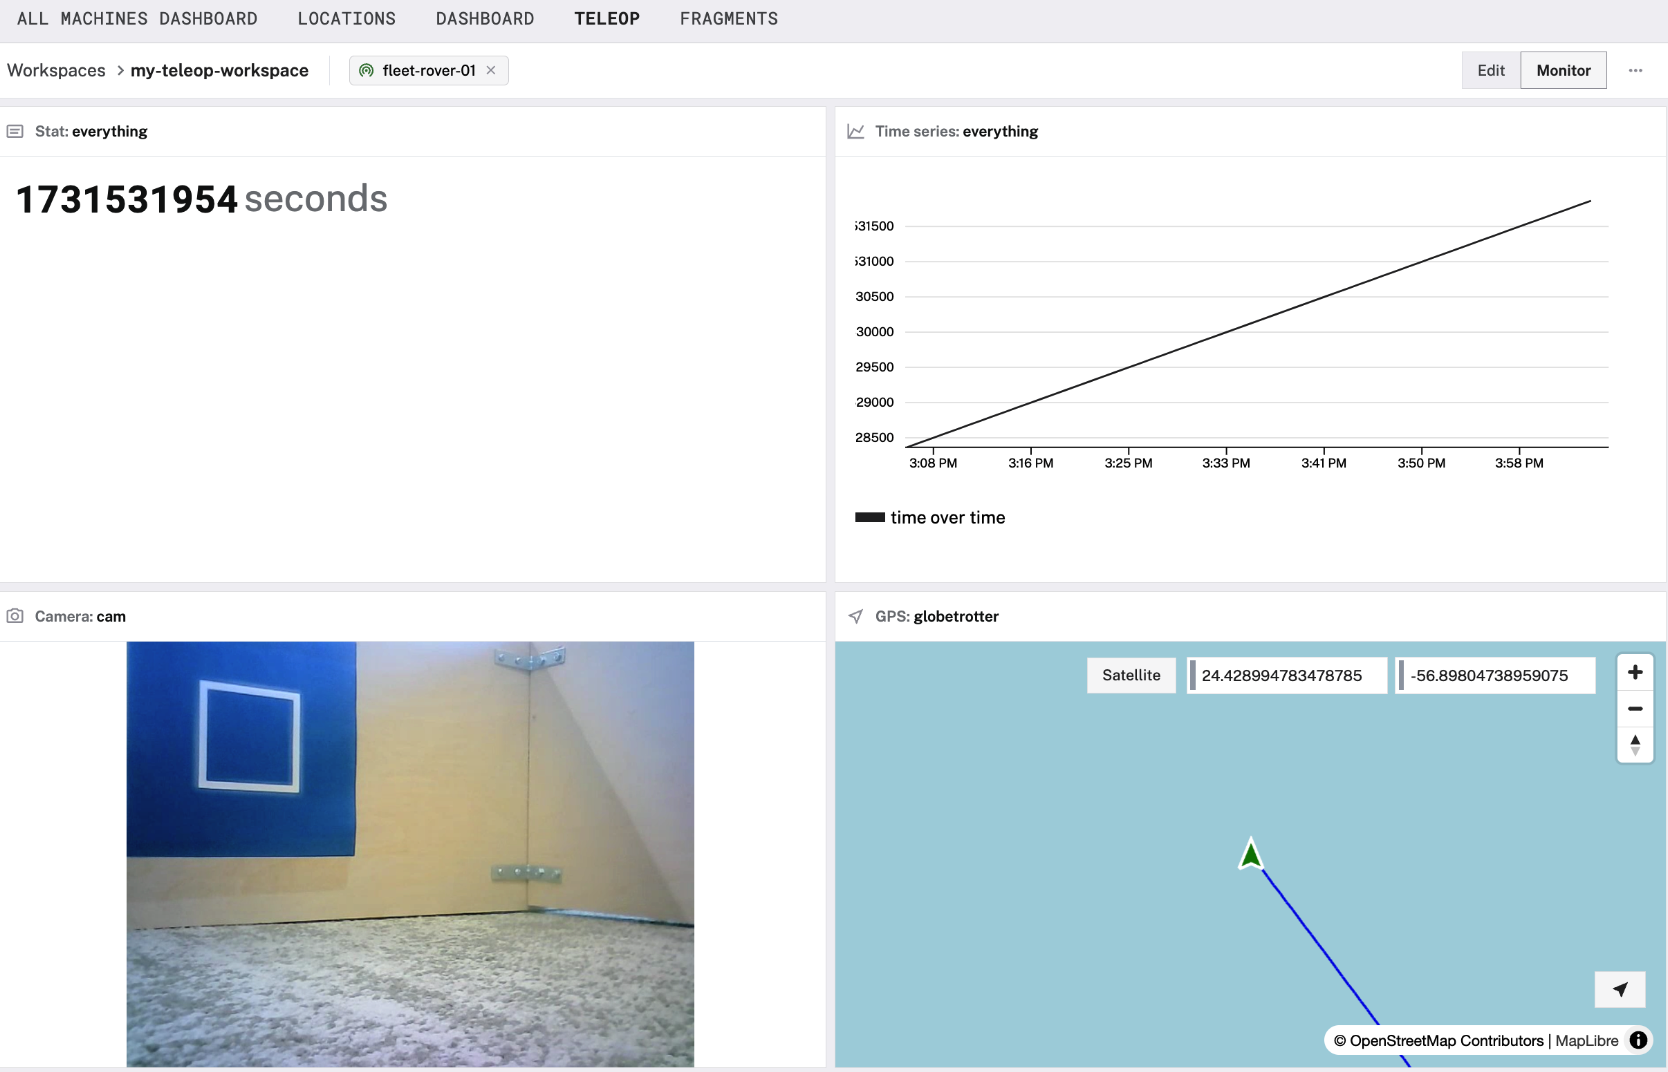 ALL MACHINES DASHBOARD LOCATIONS DASHBOARD TELEOP FRAGMENTS
Workspaces > my-teleop-workspace fleet-rover-01 × Edit Monitor ...
Stat: everything
1731531954 seconds
Time series: everything
31500
31000
30500
30000
29500
29000
28500
3:08 PM 3:16 PM 3:25 PM 3:33 PM 3:41 PM 3:50 PM 3:58 PM
time over time
Camera: cam
GPS: globetrotter
Satellite 24.428994783478785 -56.89804738959075
© OpenStreetMap Contributors | MapLibre